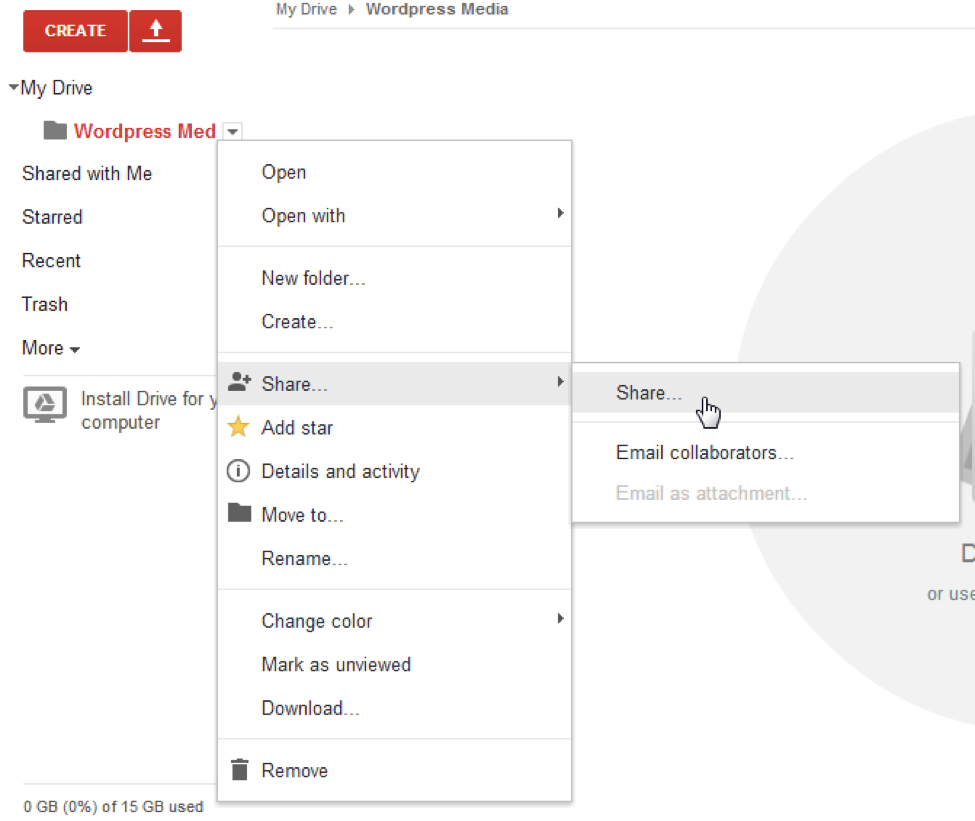 CREATE
My Drive ▸ Wordpress Media
My Drive
Wordpress Med
Shared with Me
Starred
Recent
Trash
More
Install Drive for y
computer
0 GB (0%) of 15 GB used
Open
Open with
New folder...
Create...
Share...
Add star
Details and activity
Move to...
Rename...
Change color
Mark as unviewed
Download...
Remove
Share...
Email collaborators...
Email as attachment...
D
or use